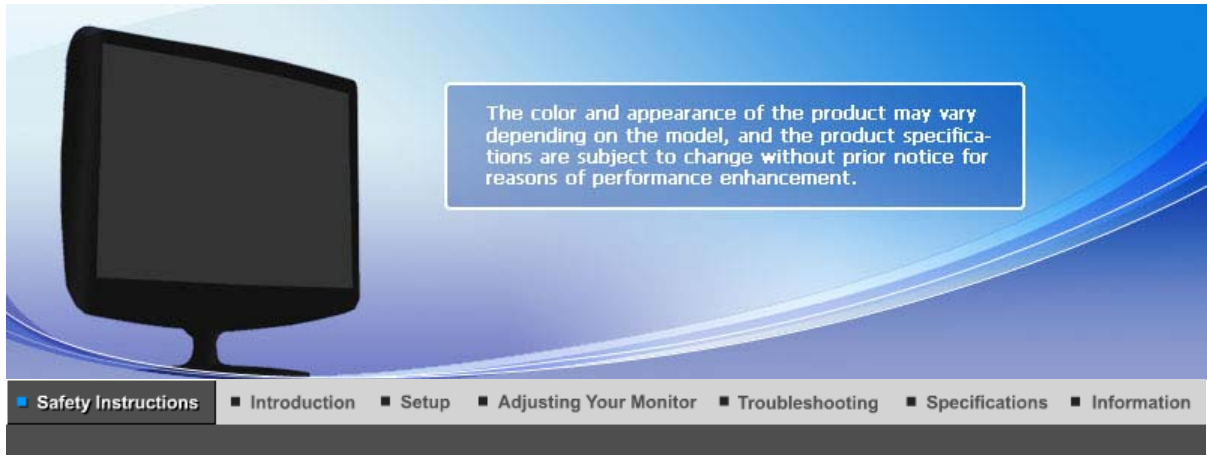 The color and appearance of the product may vary
depending on the model, and the product specifica-
tions are subject to change without prior notice for
reasons of performance enhancement.
Safety Instructions Introduction Setup Adjusting Your Monitor Troubleshooting Specifications Information